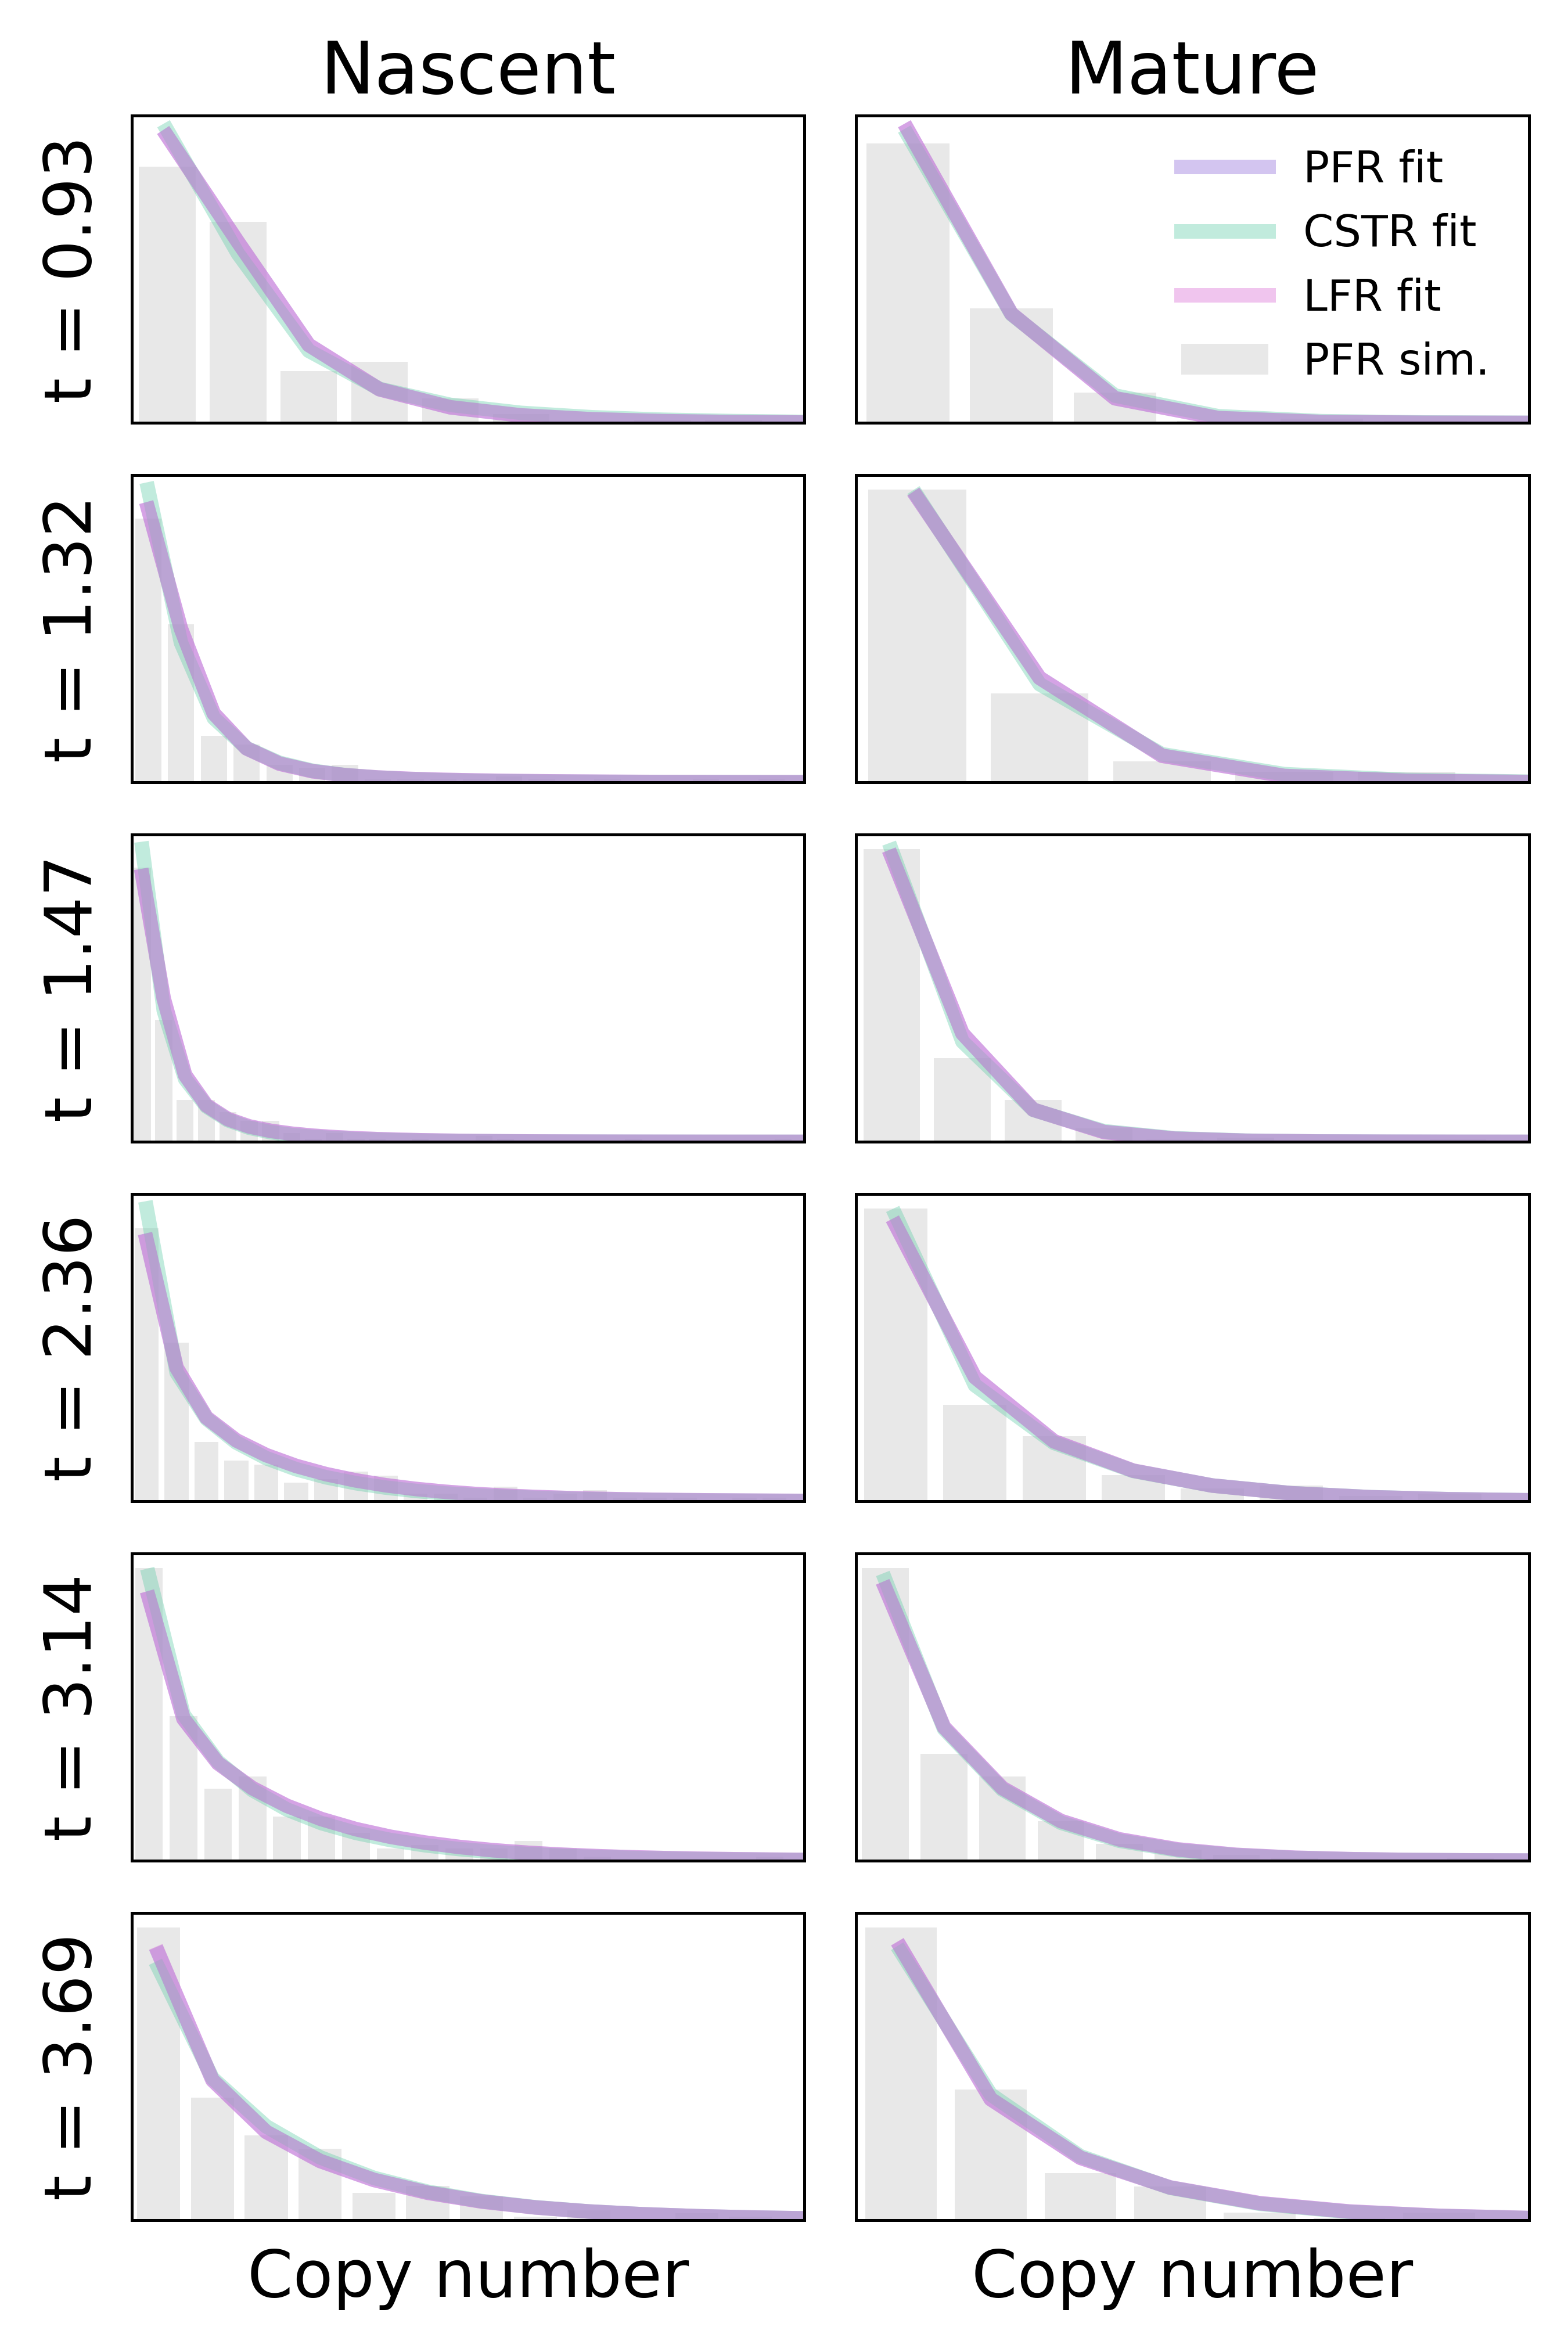 Nascent
Mature
t = 0.93
PFR fit
CSTR fit
LFR fit
PFR sim.
t = 1.32
t = 1.47
t = 2.36
t = 3.14
t = 3.69
Copy number
Copy number